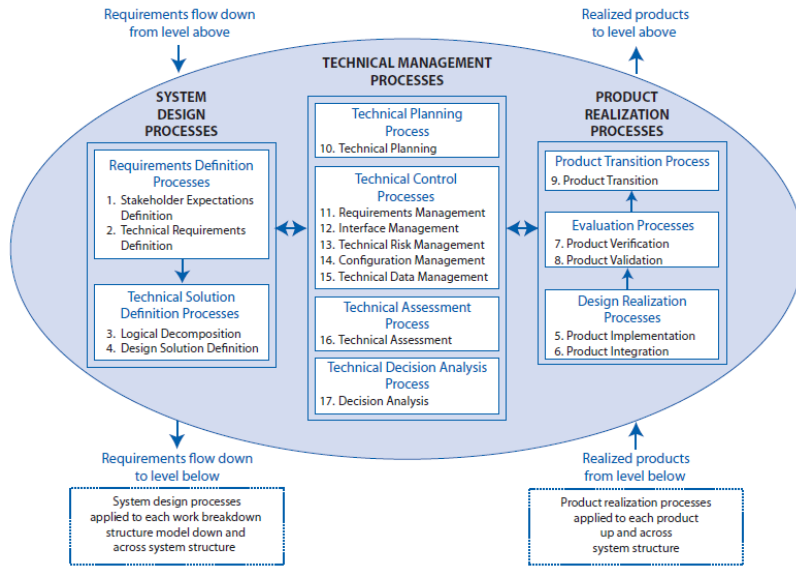 Requirements flow down
from level above
Realized products
to level above
TECHNICAL MANAGEMENT
PROCESSES
SYSTEM
DESIGN
PROCESSES
Requirements Definition
Processes
1. Stakeholder Expectations
Definition
2. Technical Requirements
Definition
Technical Solution
Definition Processes
3. Logical Decomposition
4. Design Solution Definition
Technical Planning
Process
10. Technical Planning
Technical Control
Processes
11. Requirements Management
12. Interface Management
13. Technical Risk Management
14. Configuration Management
15. Technical Data Management
Technical Assessment
Process
16. Technical Assessment
Technical Decision Analysis
Process
17. Decision Analysis
PRODUCT
REALIZATION
PROCESSES
Product Transition Process
9. Product Transition
Evaluation Processes
7. Product Verification
8. Product Validation
Design Realization
Processes
5. Product Implementation
6. Product Integration
Requirements flow down
to level below
System design processes
applied to each work breakdown
structure model down and
across system structure
Realized products
from level below
Product realization processes
applied to each product
up and across
system structure